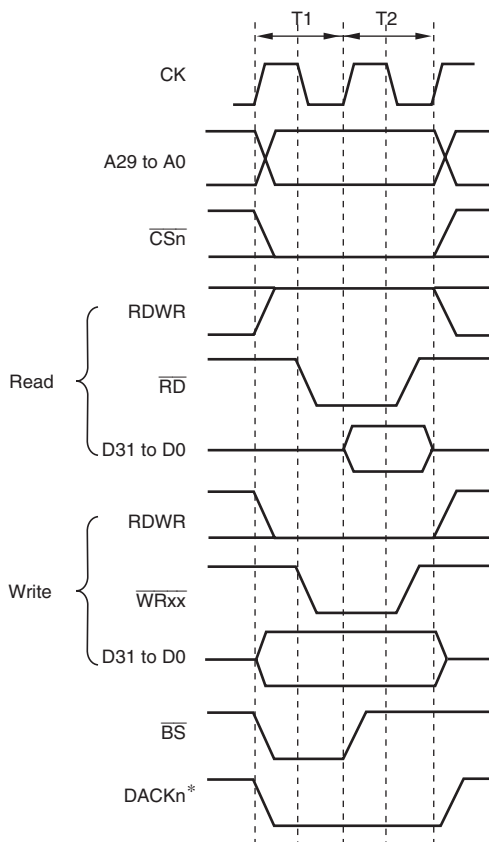 T1 T2
CK
A29 to A0
CSn
RDWR
Read
RD
D31 to D0
RDWR
Write
WRxx
D31 to D0
BS
DACKn*